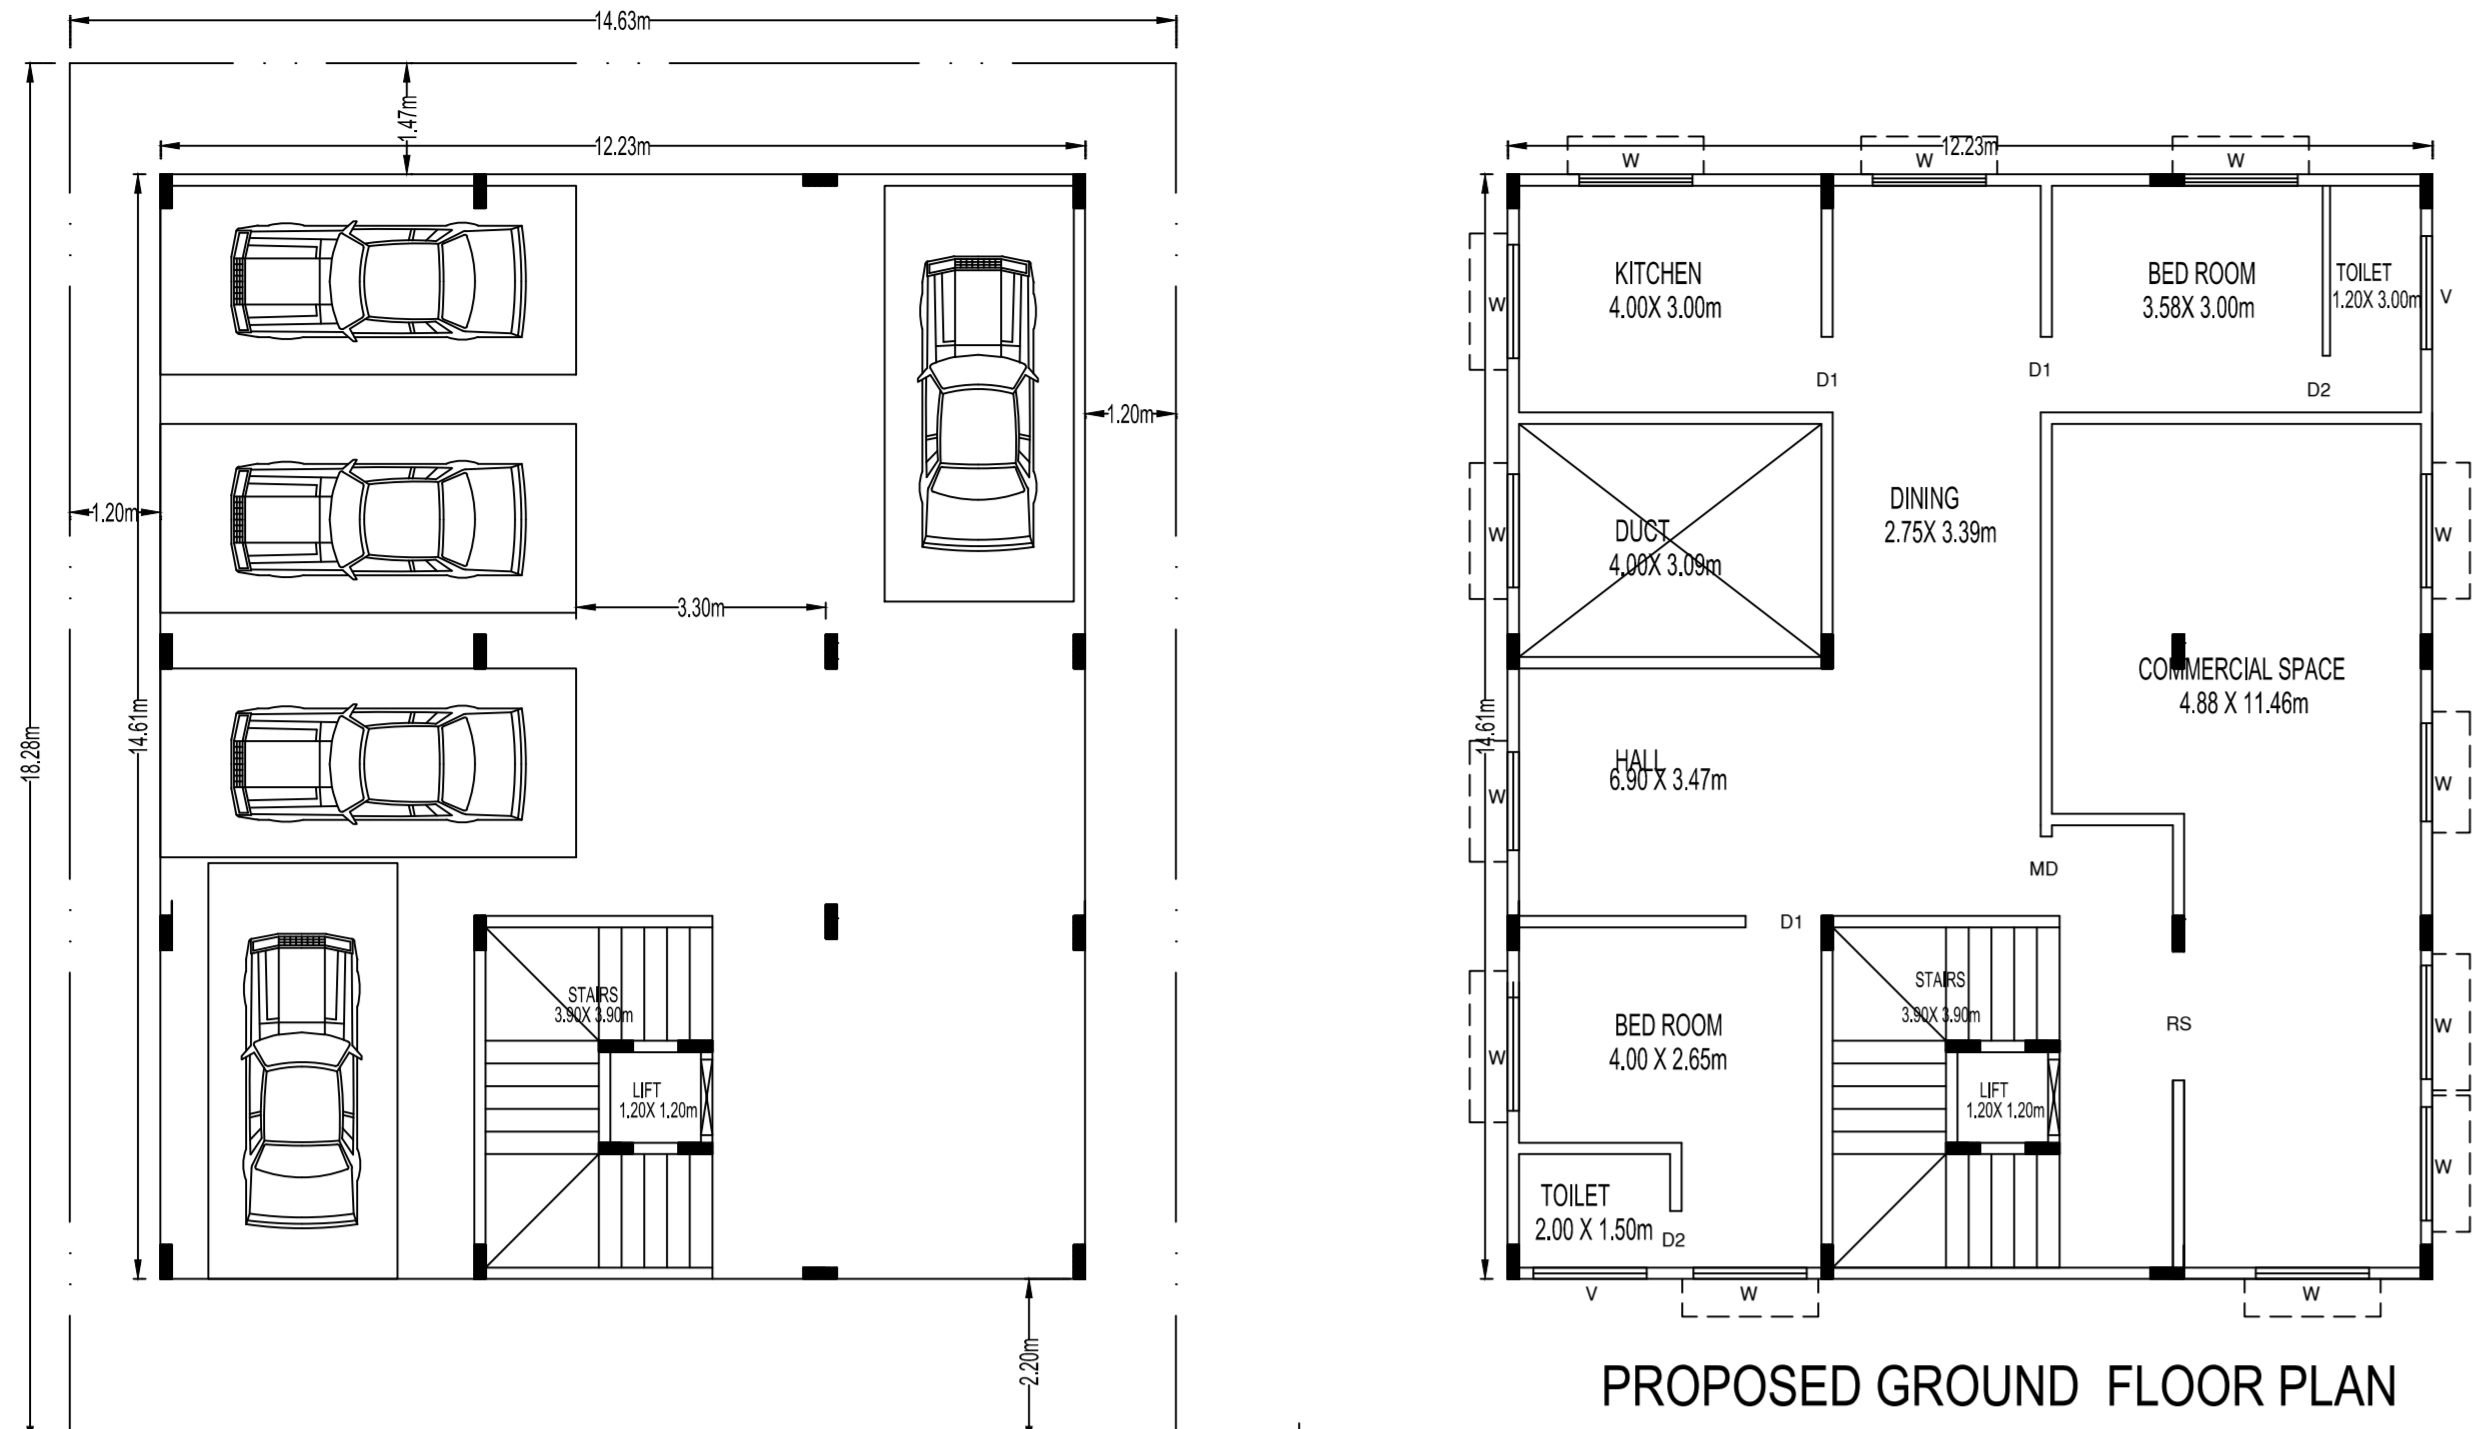 14.63m
1.47m
12.23m
1.20m
1.20m
3.30m
14.61m
18.28m
STAIRS
3.90X 3.90m
LIFT
1.20X 1.20m
2.20m
12.23m
W
W
W
KITCHEN
4.00X 3.00m
W
BED ROOM
3.58X 3.00m
TOILET
1.20X 3.00m
V
D1
D1
D2
DUCT
4.00X 3.09m
W
DINING
2.75X 3.39m
W
COMMERCIAL SPACE
4.88 X 11.46m
14.61m
HALL
6.90 X 3.47m
W
W
MD
D1
STAIRS
3.90X 3.90m
BED ROOM
4.00 X 2.65m
W
RS
W
LIFT
1.20X 1.20m
W
TOILET
2.00 X 1.50m
D2
V
W
W
PROPOSED GROUND FLOOR PLAN